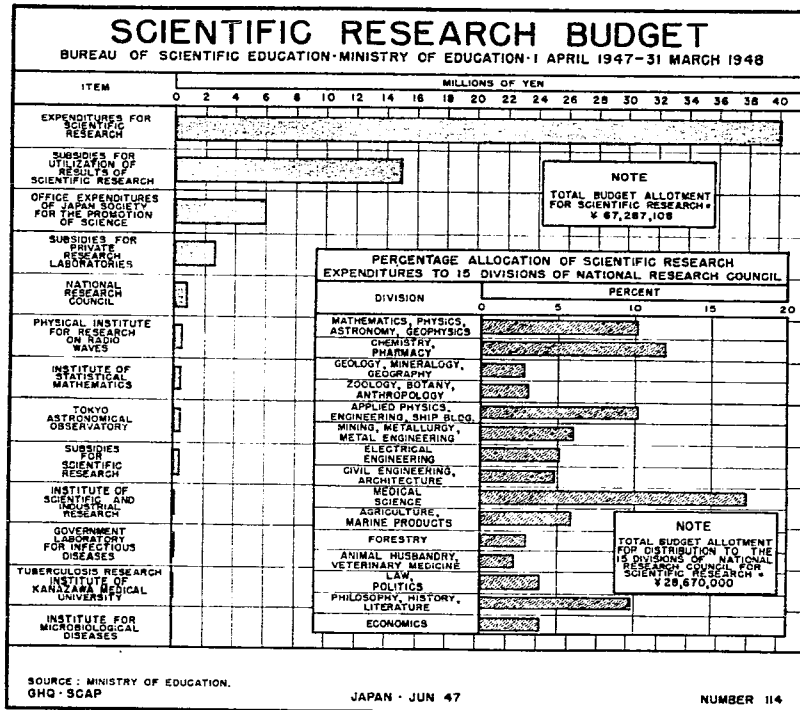 SCIENTIFIC RESEARCH BUDGET
BUREAU OF SCIENTIFIC EDUCATION·MINISTRY OF EDUCATION·1 APRIL 1947-31 MARCH 1948
ITEM
MILLIONS OF YEN
0 2 4 6 8 10 12 14 16 18 20 22 24 26 28 30 32 34 36 38 40
EXPENDITURES FOR
SCIENTIFIC
RESEARCH
SUBSIDIES FOR
UTILIZATION OF
RESULTS OF
SCIENTIFIC RESEARCH
OFFICE EXPENDITURES
OF JAPAN SOCIETY
FOR THE PROMOTION
OF SCIENCE
SUBSIDIES FOR
PRIVATE
RESEARCH
LABORATORIES
NATIONAL
RESEARCH
COUNCIL
PHYSICAL INSTITUTE
FOR RESEARCH
ON RADIO
WAVES
INSTITUTE OF
STATISTICAL
MATHEMATICS
TOKYO
ASTRONOMICAL
OBSERVATORY
SUBSIDIES
FOR
SCIENTIFIC
RESEARCH
INSTITUTE OF
SCIENTIFIC AND
INDUSTRIAL
RESEARCH
GOVERNMENT
LABORATORY
FOR INFECTIOUS
DISEASES
TUBERCULOSIS RESEARCH
INSTITUTE OF
KANAZAWA MEDICAL
UNIVERSITY
INSTITUTE FOR
MICROBIOLOGICAL
DISEASES
NOTE
TOTAL BUDGET ALLOTMENT
FOR SCIENTIFIC RESEARCH=
¥ 67,287,108
PERCENTAGE ALLOCATION OF SCIENTIFIC RESEARCH
EXPENDITURES TO 15 DIVISIONS OF NATIONAL RESEARCH COUNCIL
DIVISION
PERCENT
0 5 10 15 20
MATHEMATICS, PHYSICS,
ASTRONOMY, GEOPHYSICS
CHEMISTRY,
PHARMACY
GEOLOGY, MINERALOGY,
GEOGRAPHY
ZOOLOGY, BOTANY,
ANTHROPOLOGY
APPLIED PHYSICS,
ENGINEERING, SHIP BLDG.
MINING, METALLURGY,
METAL ENGINEERING
ELECTRICAL
ENGINEERING
CIVIL ENGINEERING,
ARCHITECTURE
MEDICAL
SCIENCE
AGRICULTURE,
MARINE PRODUCTS
FORESTRY
ANIMAL HUSBANDRY,
VETERINARY MEDICINE
LAW,
POLITICS
PHILOSOPHY, HISTORY,
LITERATURE
ECONOMICS
NOTE
TOTAL BUDGET ALLOTMENT
FOR DISTRIBUTION TO THE
15 DIVISIONS OF NATIONAL
RESEARCH COUNCIL FOR
SCIENTIFIC RESEARCH =
¥28,670,000
SOURCE: MINISTRY OF EDUCATION.
GHQ·SCAP
JAPAN · JUN 47
NUMBER 114